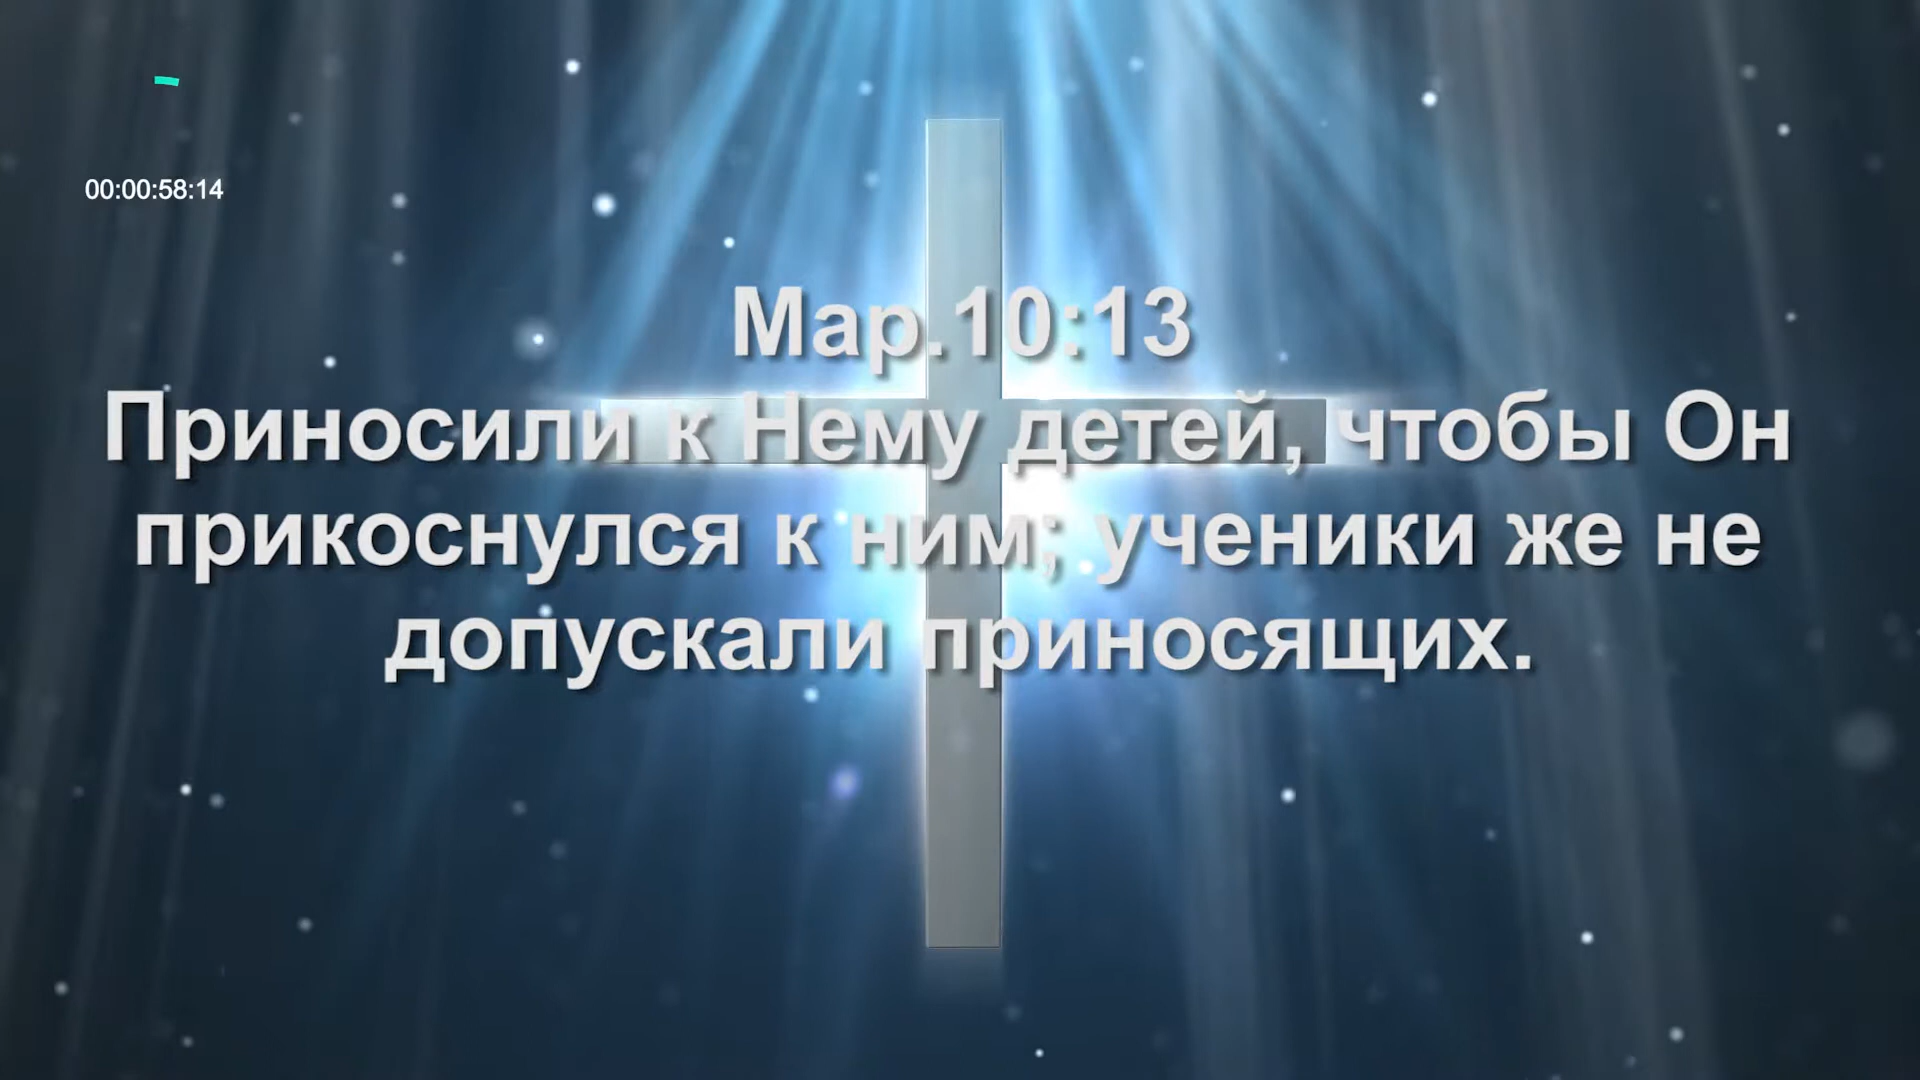 00:00:58:14
Мар.10:13
Приносили к Нему детей, чтобы Он
прикоснулся к ним; ученики же не
допускали приносящих.